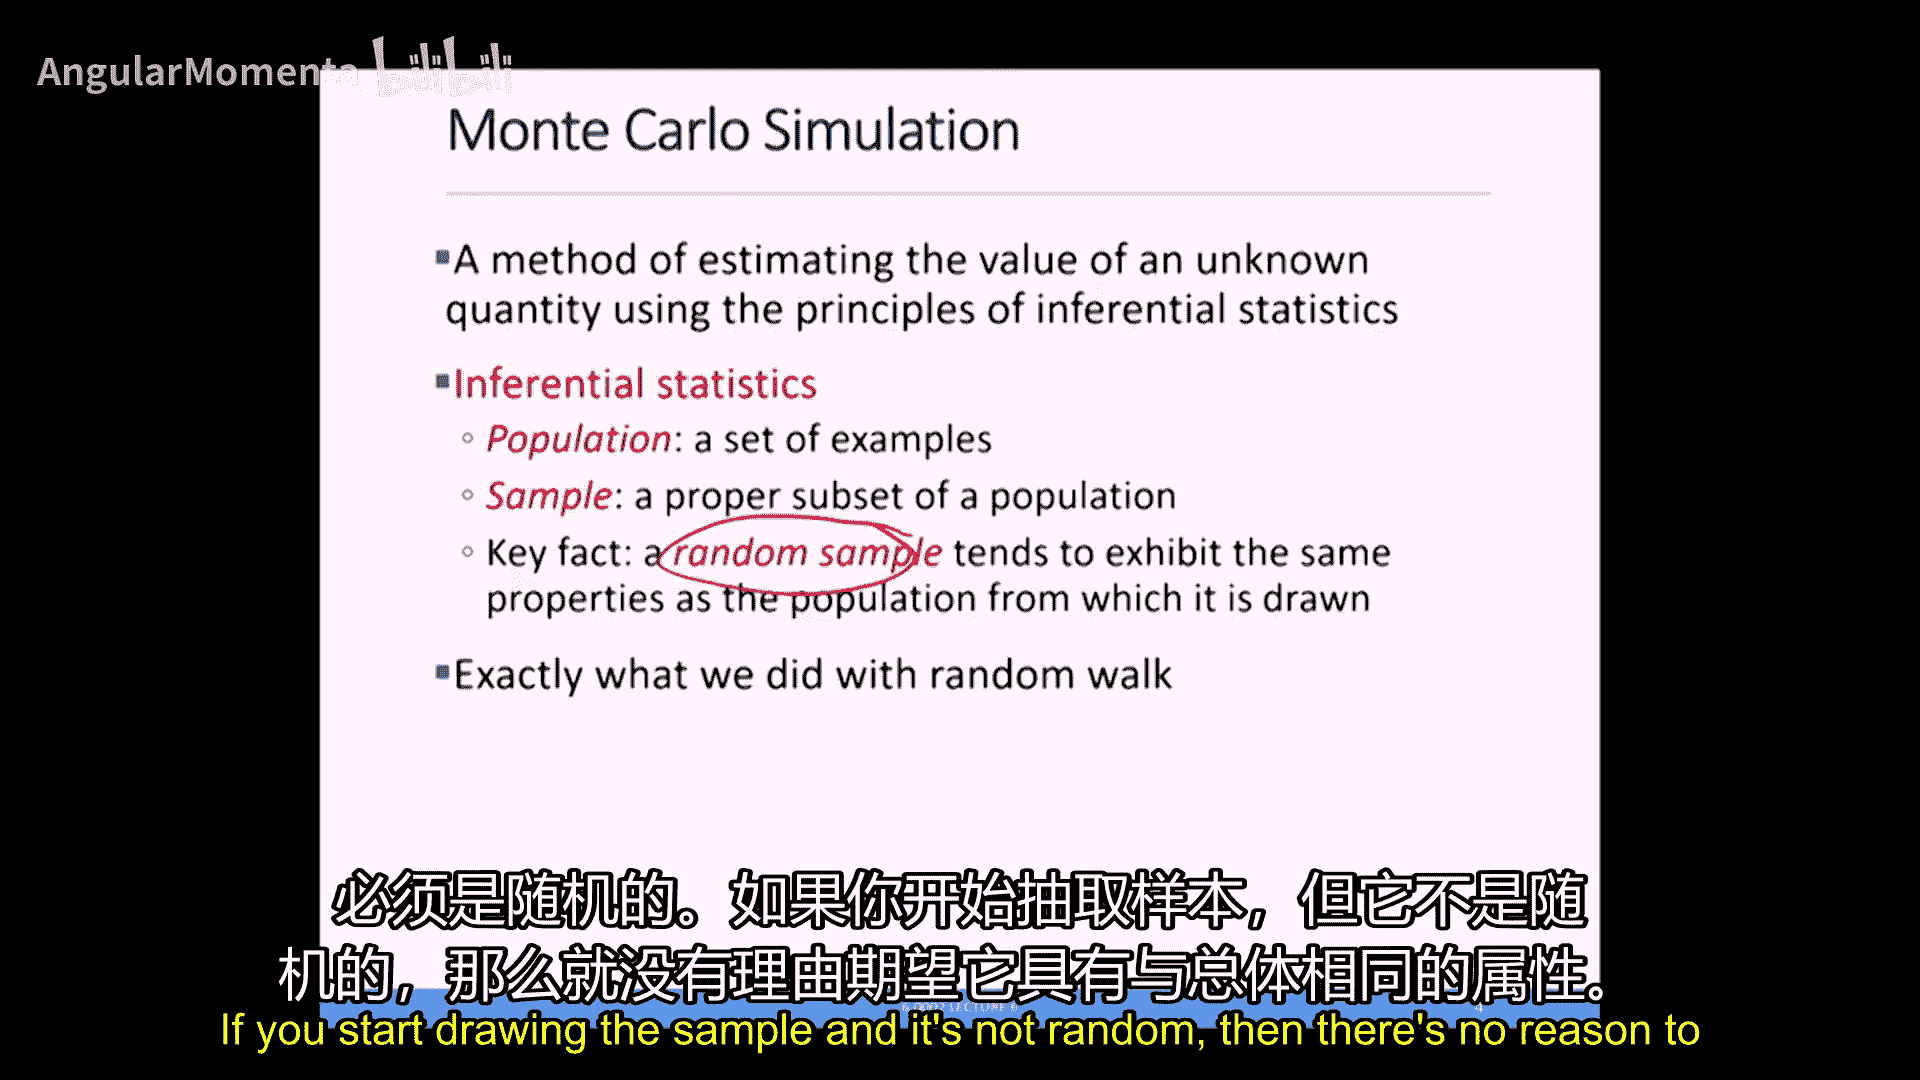 AngularMomenta bilibili
Monte Carlo Simulation
A method of estimating the value of an unknown
quantity using the principles of inferential statistics
Inferential statistics
Population: a set of examples
Sample: a proper subset of a population
Key fact: a random sample tends to exhibit the same
properties as the population from which it is drawn
Exactly what we did with random walk
必须是随机的。如果你开始抽取样本，但它不是随
机的，那么就没有理由期望它具有与总体相同的属性。
LECTURE 6
4
If you start drawing the sample and it's not random, then there's no reason to